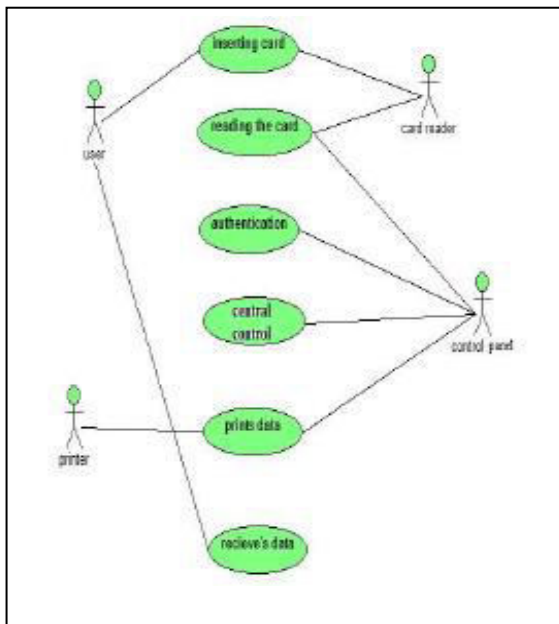 inserting card
card reader
reading the card
user
authentication
central
control
control panel
prints data
printer
recieve's data